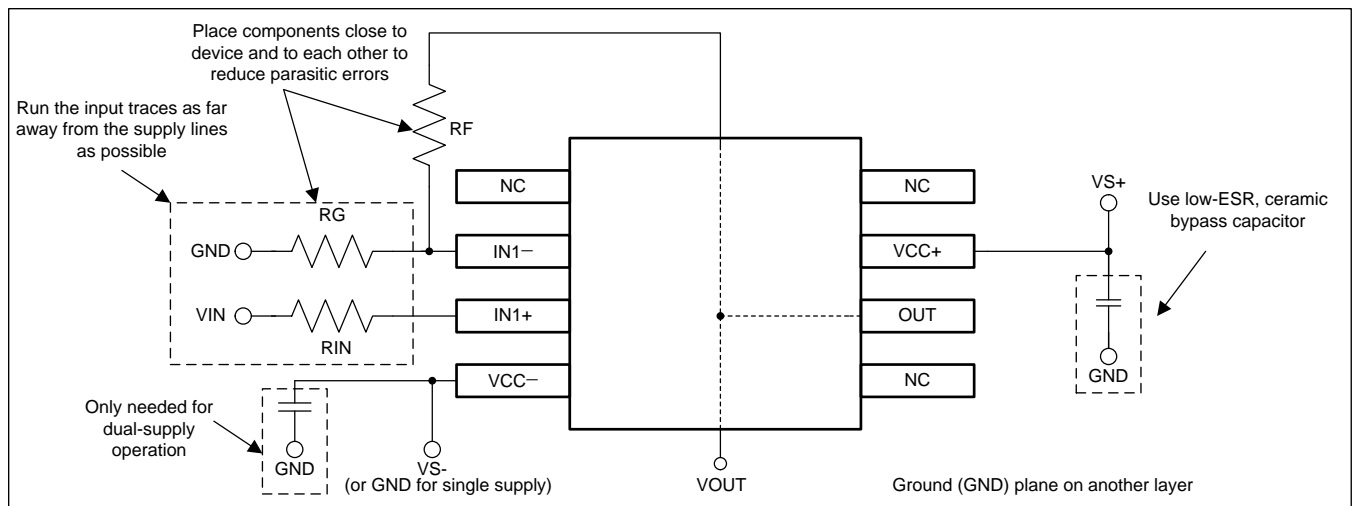 Place components close to
device and to each other to
reduce parasitic errors
Run the input traces as far
away from the supply lines
as possible
RF
NC
NC
VS+
Use low-ESR, ceramic
bypass capacitor
RG
GND
IN1−
VCC+
VIN
IN1+
OUT
RIN
VCC−
NC
GND
Only needed for
dual-supply
operation
GND
VS-
(or GND for single supply)
VOUT
Ground (GND) plane on another layer